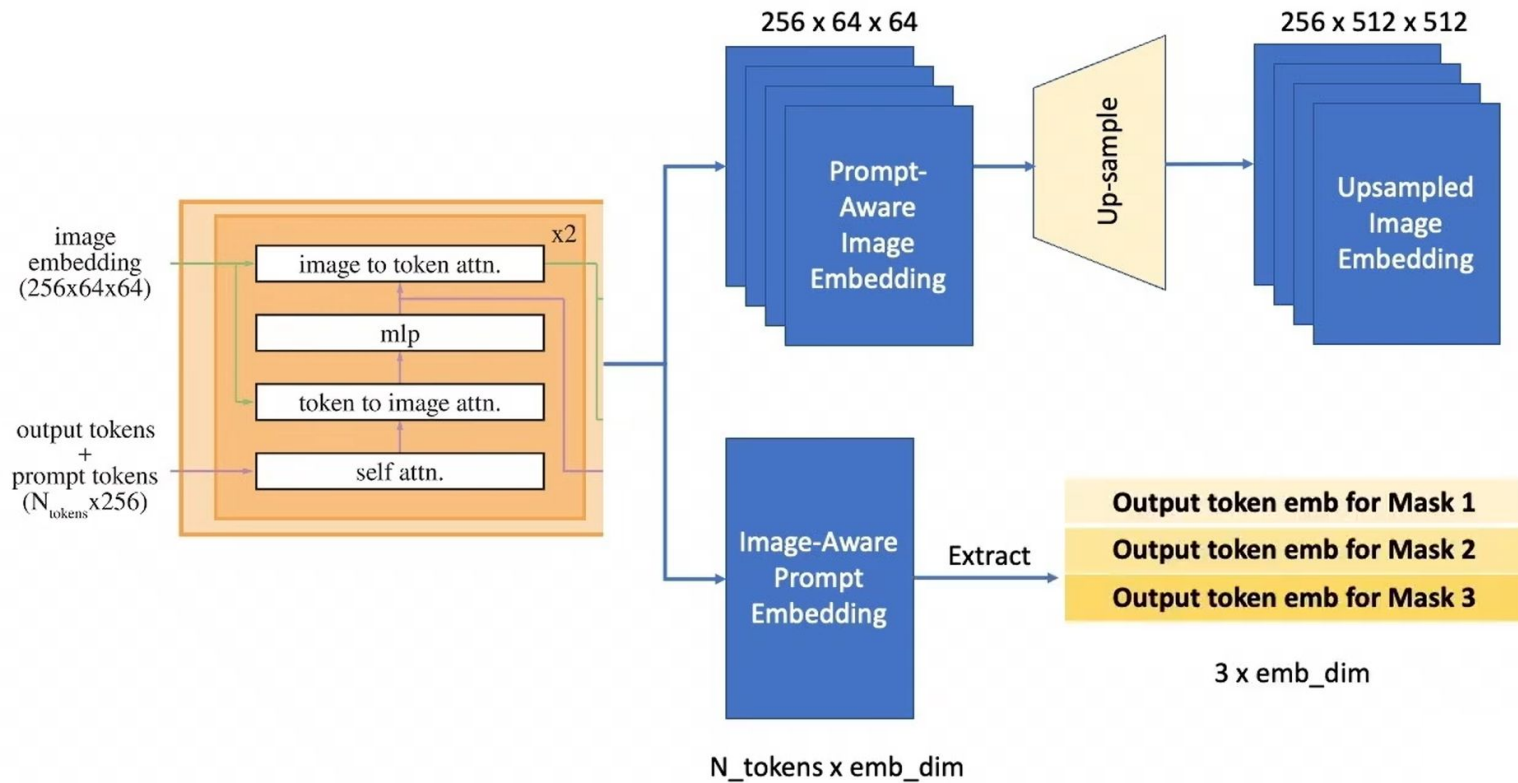 image
embedding
(256x64x64)
output tokens
+
prompt tokens
(Ntokensx256)
x2
image to token attn.
mlp
token to image attn.
self attn.
256 x 64 x 64
Prompt-
Aware
Image
Embedding
Up-sample
256 x 512 x 512
Upsampled
Image
Embedding
Image-Aware
Prompt
Embedding
N_tokens x emb_dim
Extract
Output token emb for Mask 1
Output token emb for Mask 2
Output token emb for Mask 3
3 x emb_dim